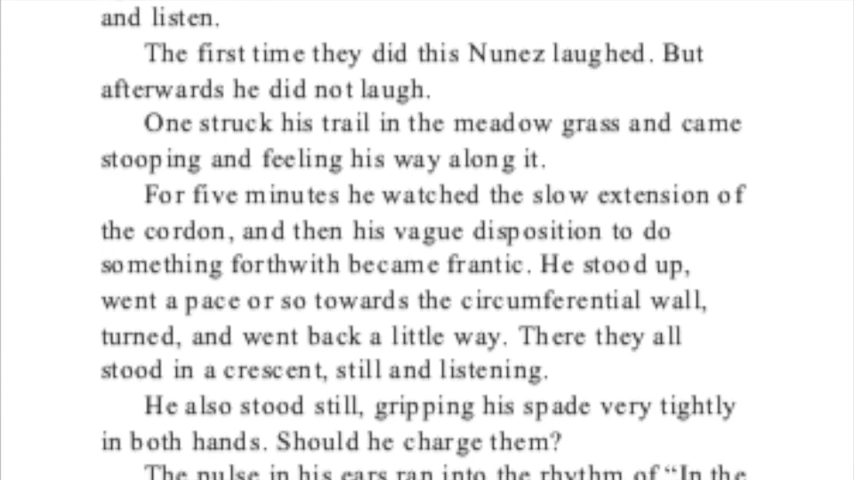 and listen.
The first time they did this Nunez laughed. But
afterwards he did not laugh.
One struck his trail in the meadow grass and came
stooping and feeling his way along it.
For five minutes he watched the slow extension of
the cordon, and then his vague disposition to do
something forthwith became frantic. He stood up,
went a pace or so towards the circumferential wall,
turned, and went back a little way. There they all
stood in a crescent, still and listening.
He also stood still, gripping his spade very tightly
in both hands. Should he charge them?
The pulse in his ears ran into the rhythm of “In the